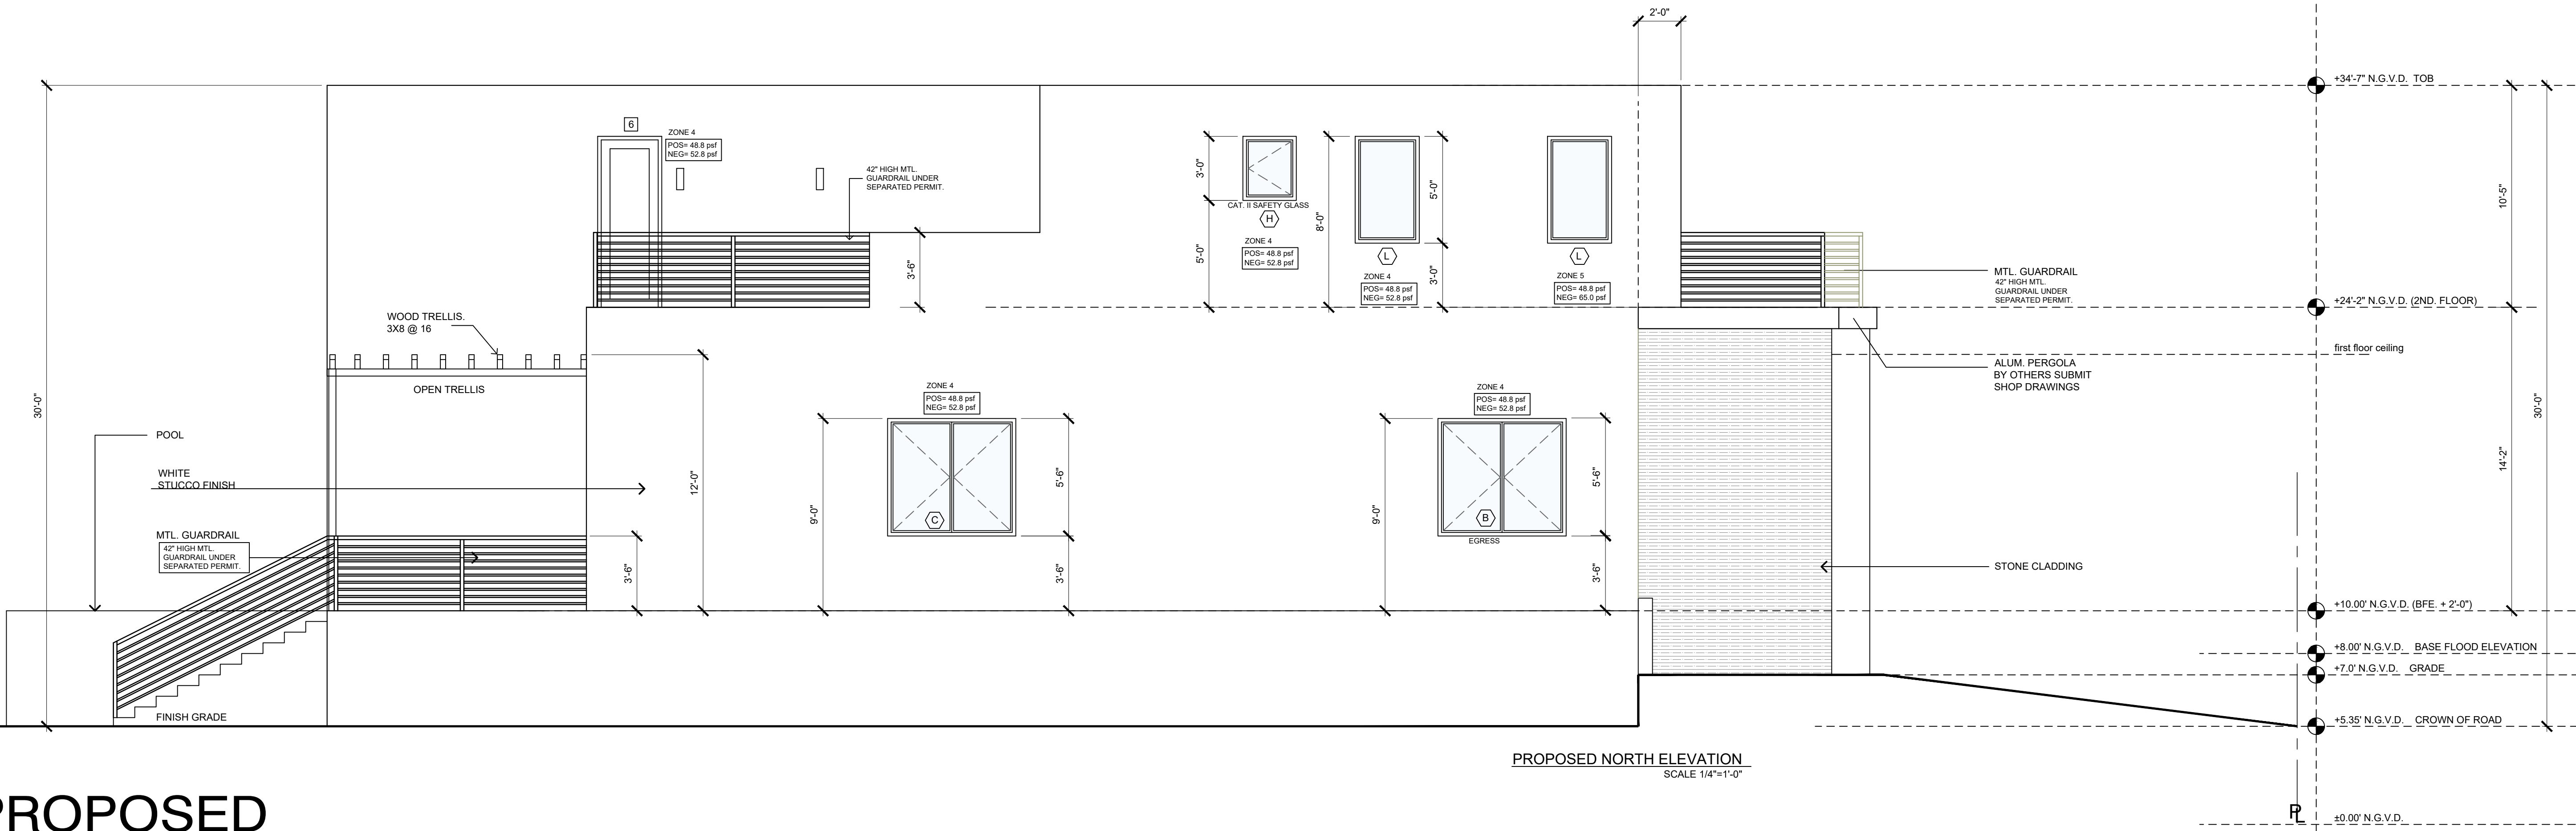 2'-0"
+34'-7" N.G.V.D. TOB
6
ZONE 4
POS= 48.8 psf
NEG= 52.8 psf
42" HIGH MTL.
GUARDRAIL UNDER
SEPARATED PERMIT.
3'-6"
3'-0"
5'-0"
CAT. II SAFETY GLASS
H
ZONE 4
POS= 48.8 psf
NEG= 52.8 psf
8'-0"
5'-0"
3'-0"
L
ZONE 4
POS= 48.8 psf
NEG= 52.8 psf
L
ZONE 5
POS= 48.8 psf
NEG= 65.0 psf
MTL. GUARDRAIL
42" HIGH MTL.
GUARDRAIL UNDER
SEPARATED PERMIT.
10'-5"
+24'-2" N.G.V.D. (2ND. FLOOR)
WOOD TRELLIS.
3X8 @ 16
OPEN TRELLIS
first floor ceiling
ALUM. PERGOLA
BY OTHERS SUBMIT
SHOP DRAWINGS
30'-0"
30'-0"
14'-2"
POOL
WHITE
STUCCO FINISH
12'-0"
ZONE 4
POS= 48.8 psf
NEG= 52.8 psf
9'-0"
5'-6"
3'-6"
C
ZONE 4
POS= 48.8 psf
NEG= 52.8 psf
9'-0"
5'-6"
3'-6"
B
EGRESS
MTL. GUARDRAIL
42" HIGH MTL.
GUARDRAIL UNDER
SEPARATED PERMIT.
3'-6"
STONE CLADDING
+10.00' N.G.V.D. (BFE. + 2'-0")
+8.00' N.G.V.D. BASE FLOOD ELEVATION
+7.0' N.G.V.D. GRADE
FINISH GRADE
+5.35' N.G.V.D. CROWN OF ROAD
PROPOSED NORTH ELEVATION
SCALE 1/4"=1'-0"
PROPOSED
PL
±0.00' N.G.V.D.